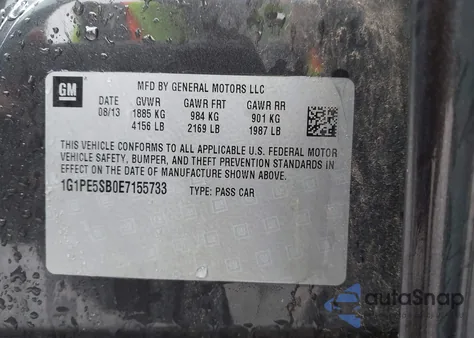 GM
MFD BY GENERAL MOTORS LLC
DATE GVWR GAWR FRT GAWR RR
08/13 1885 KG 984 KG 901 KG
4156 LB 2169 LB 1987 LB
THIS VEHICLE CONFORMS TO ALL APPLICABLE U.S. FEDERAL MOTOR
VEHICLE SAFETY, BUMPER, AND THEFT PREVENTION STANDARDS IN
EFFECT ON THE DATE OF MANUFACTURE SHOWN ABOVE.
1G1PE5SB0E7155733 TYPE: PASS CAR
autoSnap